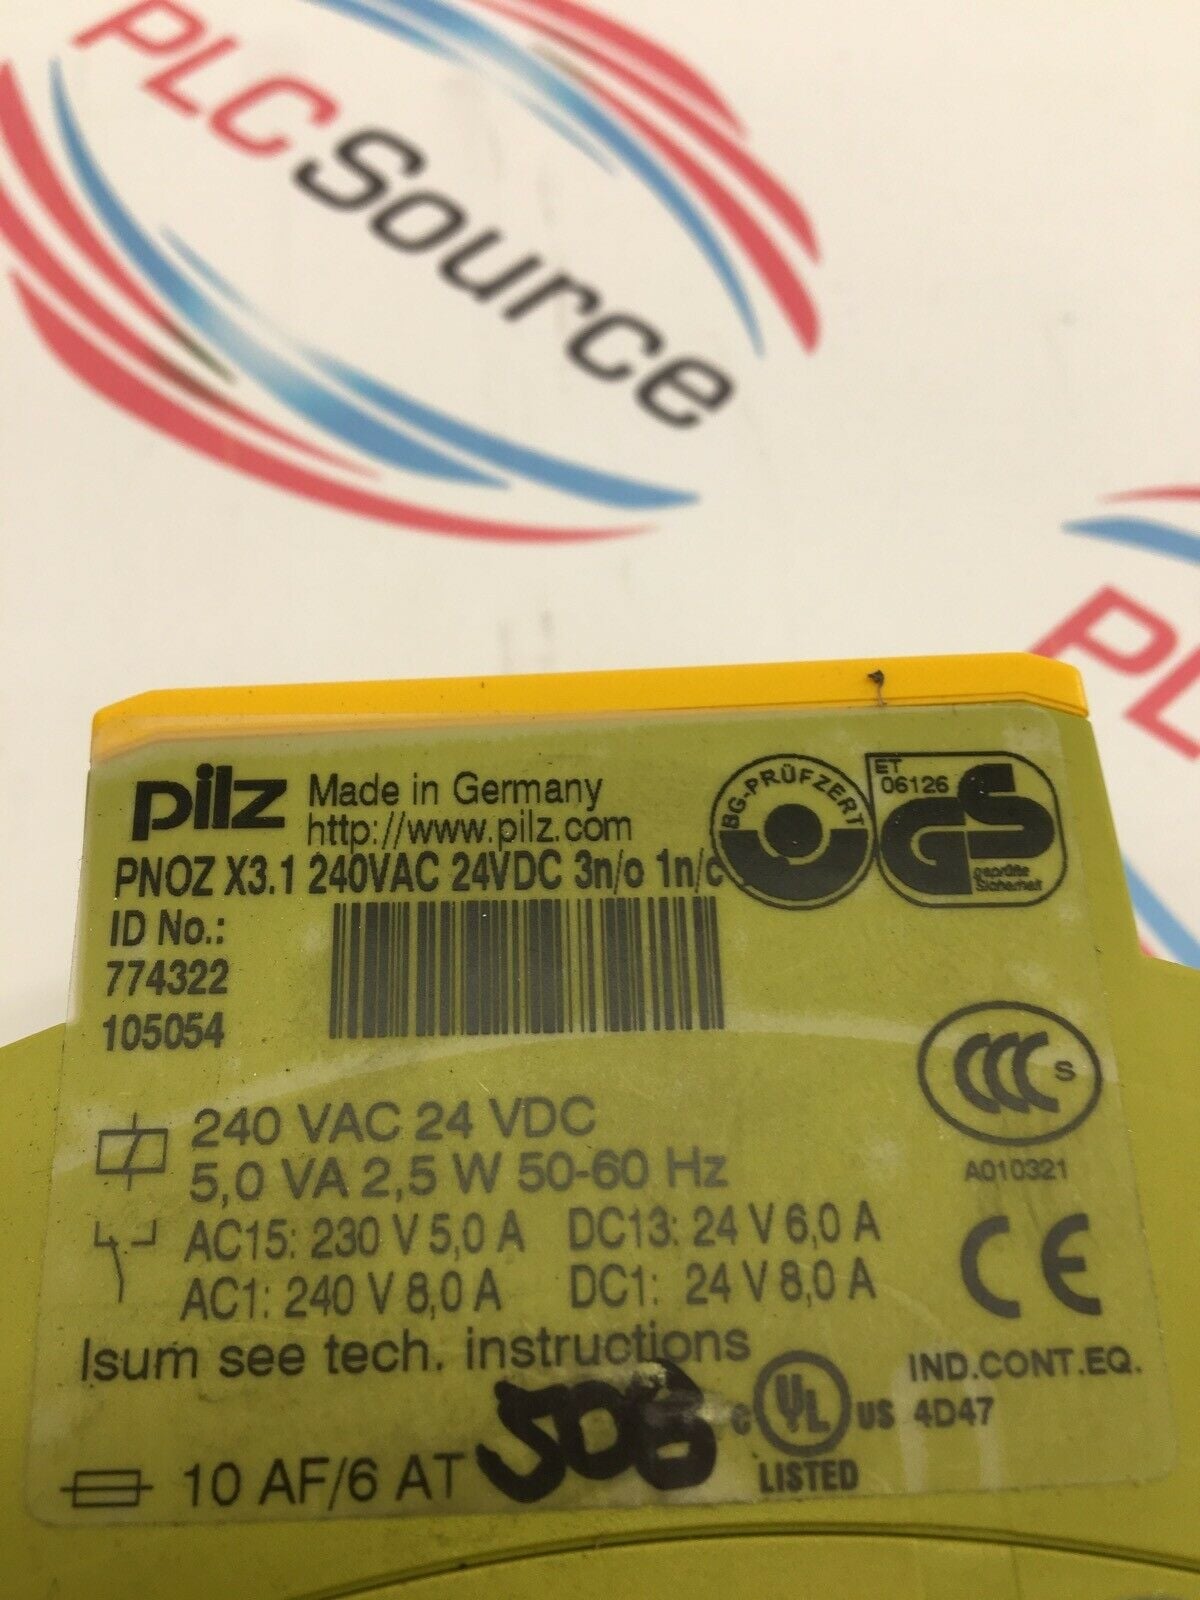 PLCSource
PLC
pilz
Made in Germany
http://www.pilz.com
PNOZ X3.1 240VAC 24VDC 3n/o 1n/c
ID No.:
774322
105054
BG-PRÜFZERT
ET
06126
GS
geprüfte
Sicherheit
CCC S
A010321
240 VAC 24 VDC
5,0 VA 2,5 W 50-60 Hz
AC15: 230 V 5,0 A DC13: 24 V 6,0 A
AC1: 240 V 8,0 A DC1: 24 V 8,0 A
CE
Isum see tech. instructions
c UL US
LISTED
IND.CONT.EQ.
4D47
10 AF/6 AT